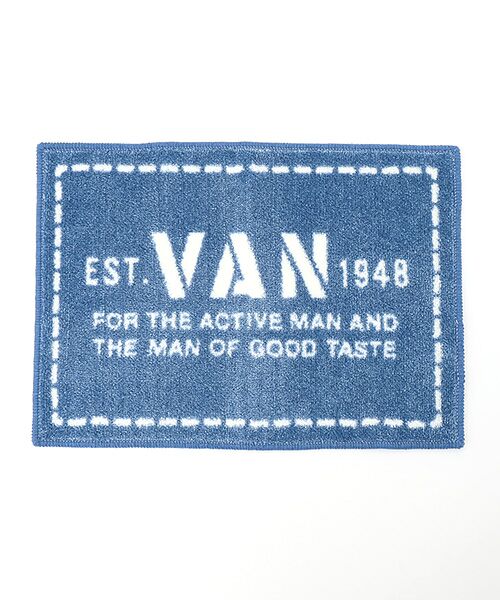 EST. VAN 1948
FOR THE ACTIVE MAN AND
THE MAN OF GOOD TASTE